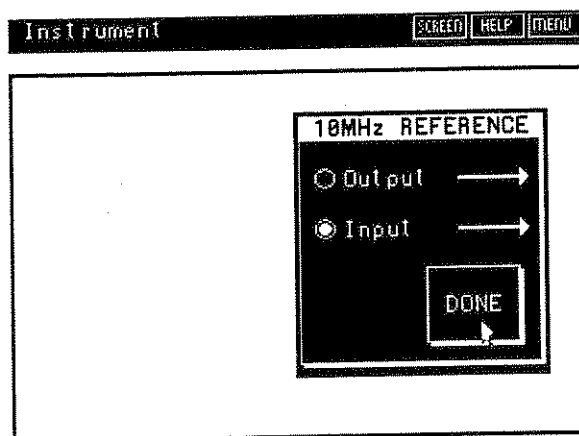 Instrument SCREEN HELP MENU
10MHz REFERENCE
Output
Input
DONE